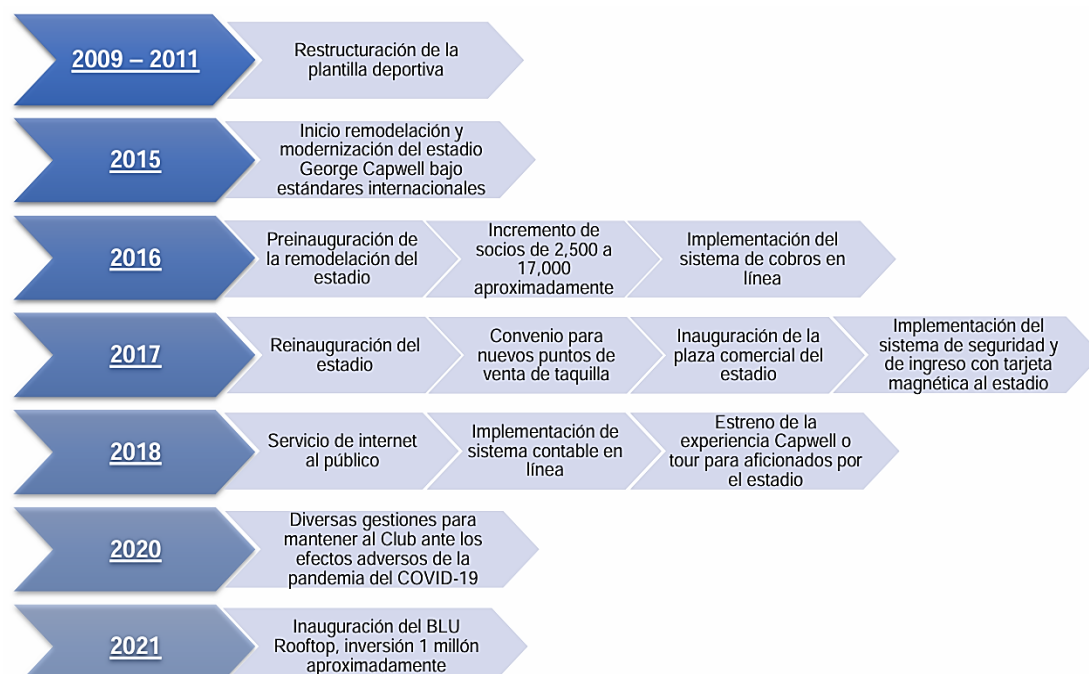 2009 – 2011
Restructuración de la
plantilla deportiva
2015
Inicio remodelación y
modernización del estadio
George Capwell bajo
estándares internacionales
2016
Preinauguración de
la remodelación del
estadio
Incremento de
socios de 2,500 a
17,000
aproximadamente
Implementación del
sistema de cobros en
línea
2017
Reinauguración del
estadio
Convenio para
nuevos puntos de
venta de taquilla
Inauguración de la
plaza comercial del
estadio
Implementación del
sistema de seguridad y
de ingreso con tarjeta
magnética al estadio
2018
Servicio de internet
al público
Implementación de
sistema contable en
línea
Estreno de la
experiencia Capwell o
tour para aficionados por
el estadio
2020
Diversas gestiones para
mantener al Club ante los
efectos adversos de la
pandemia del COVID-19
2021
Inauguración del BLU
Rooftop, inversión 1 millón
aproximadamente